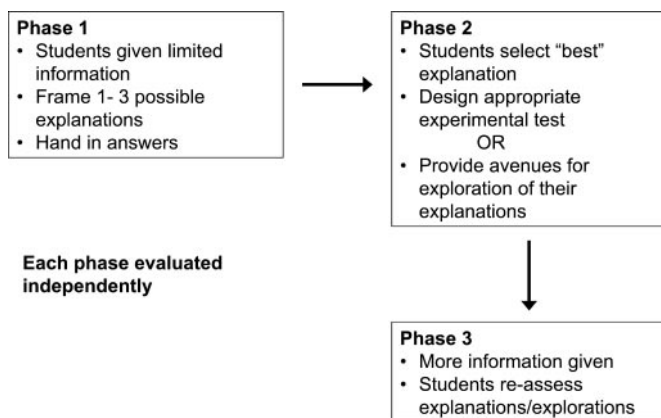 Phase 1
• Students given limited
information
• Frame 1- 3 possible
explanations
• Hand in answers
Phase 2
• Students select “best”
explanation
• Design appropriate
experimental test
OR
• Provide avenues for
exploration of their
explanations
Each phase evaluated
independently
Phase 3
• More information given
• Students re-assess
explanations/explorations